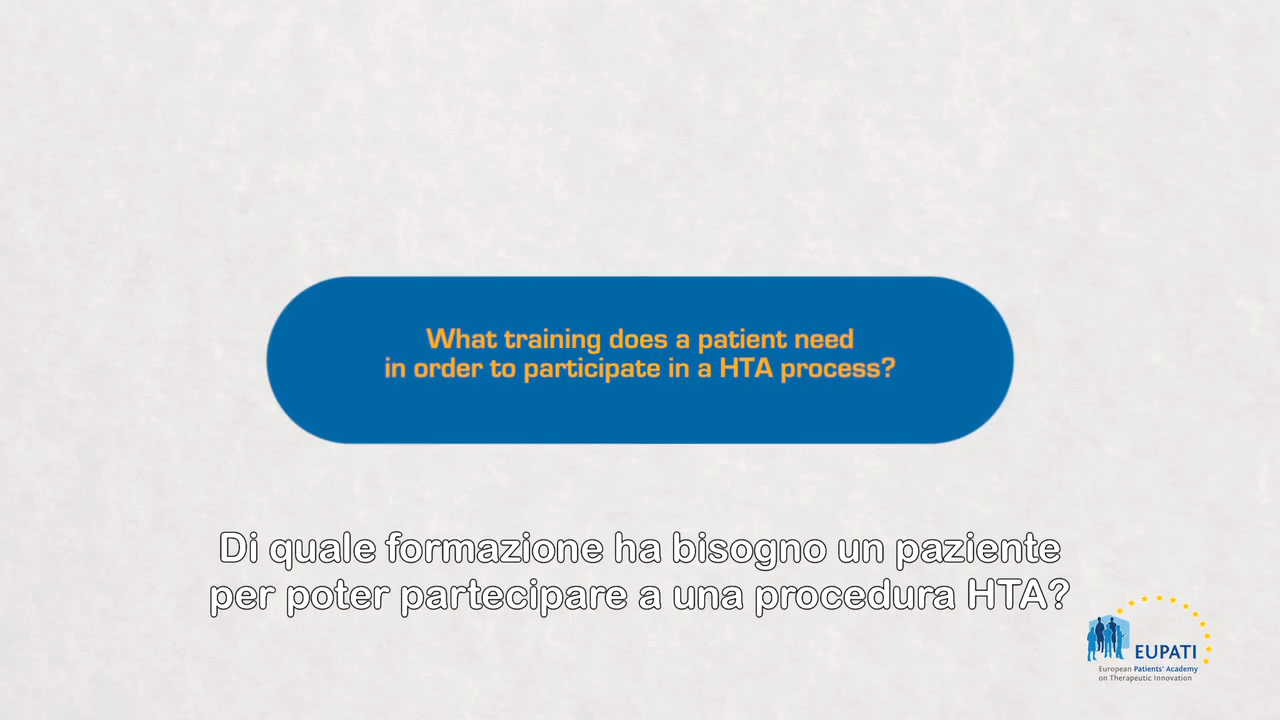 What training does a patient need
in order to participate in a HTA process?
Di quale formazione ha bisogno un paziente
per poter partecipare a una procedura HTA?
EUPATI
European Patients' Academy
on Therapeutic Innovation